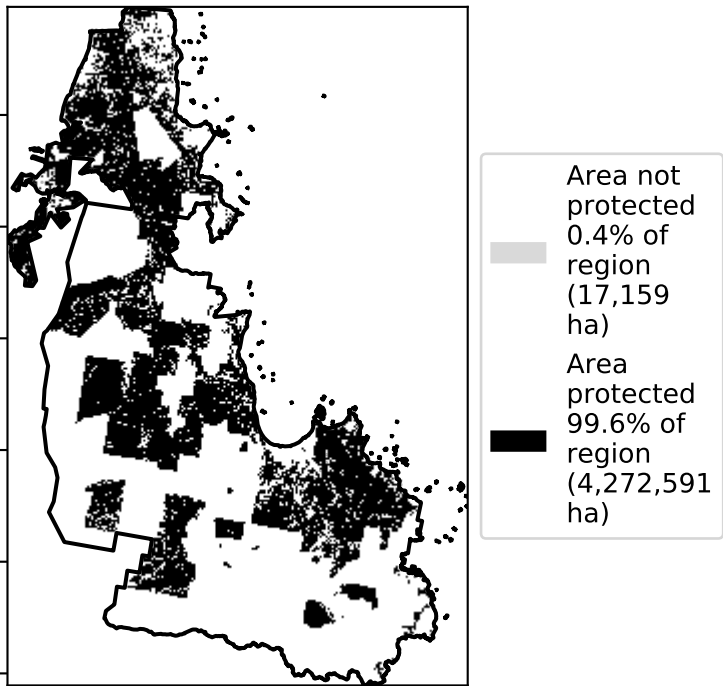 Area not
protected
0.4% of
region
(17,159
ha)
Area
protected
99.6% of
region
(4,272,591
ha)